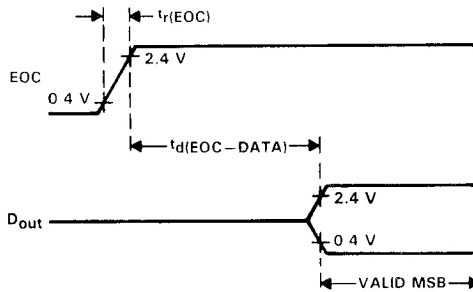 tr(EOC)
EOC
2.4 V
0 4 V
td(EOC–DATA)
2.4 V
Dout
0 4 V
VALID MSB